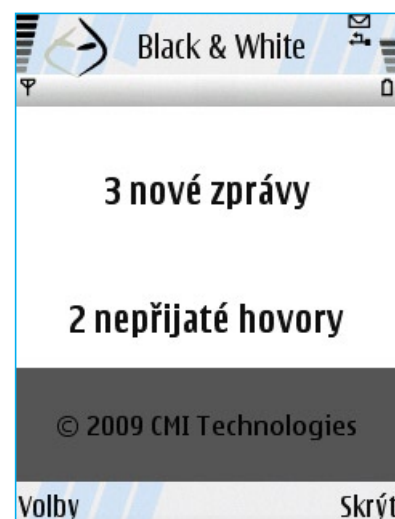 Black & White
3 nové zprávy
2 nepřijaté hovory
© 2009 CMI Technologies
Volby Skrýt